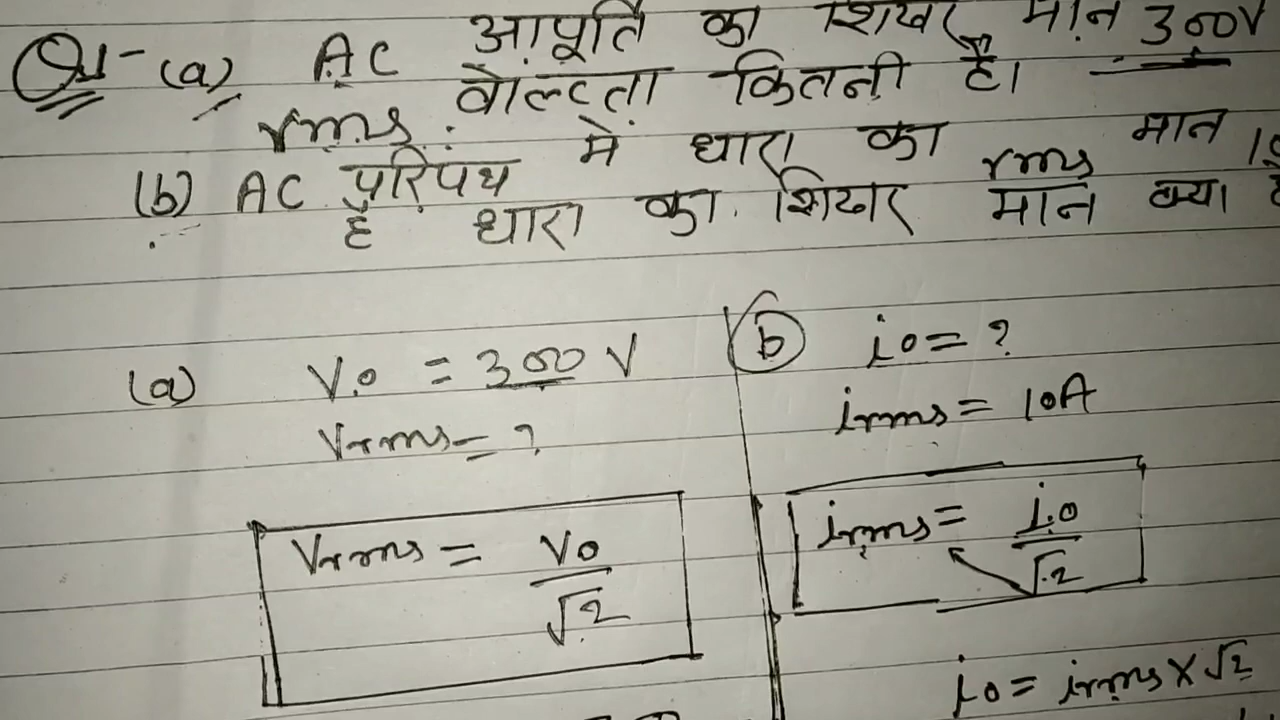 Q1- (a) AC आपूर्ति का शिखर मान 300V
rms वोल्टता कितनी है।
(b) AC परिपथ में धारा का rms मान 10
है धारा का शिखर मान क्या है
(a) V0 = 300 V
Vrms = ?
Vrms = V0/√2
(b) i0 = ?
irms = 10A
irms = i0/√2
i0 = irms × √2